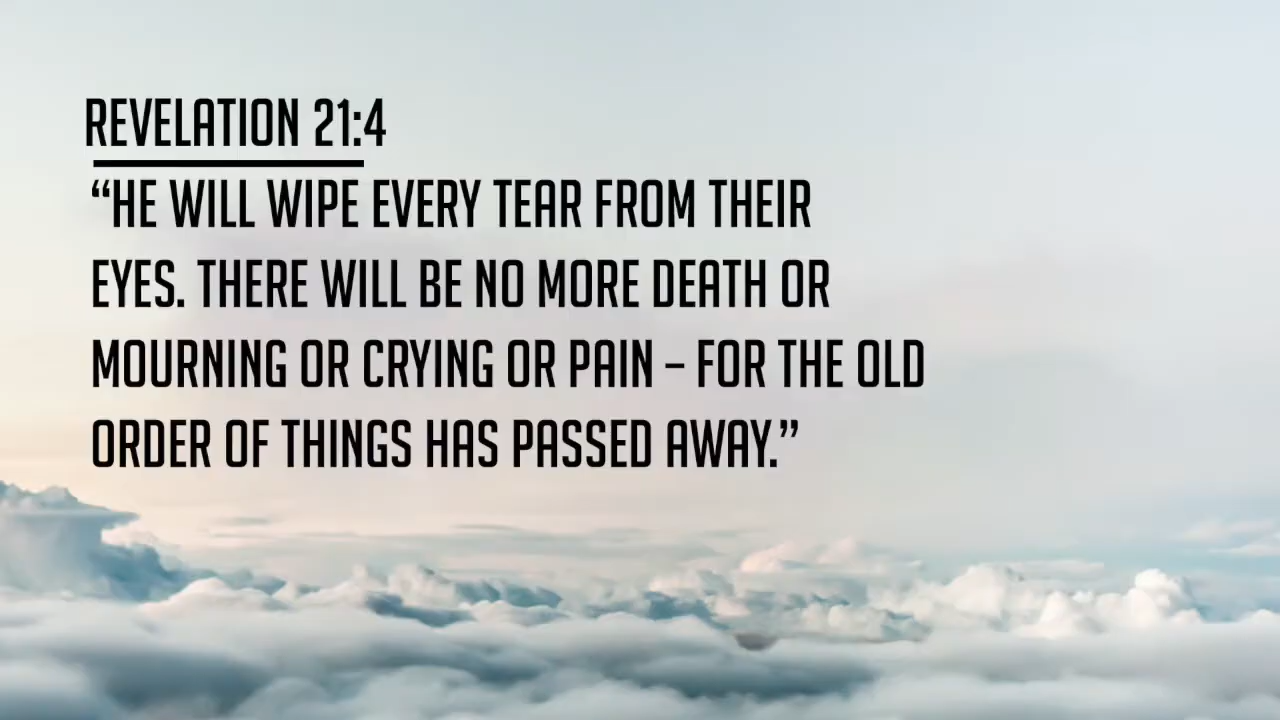 REVELATION 21:4
“HE WILL WIPE EVERY TEAR FROM THEIR
EYES. THERE WILL BE NO MORE DEATH OR
MOURNING OR CRYING OR PAIN – FOR THE OLD
ORDER OF THINGS HAS PASSED AWAY.”